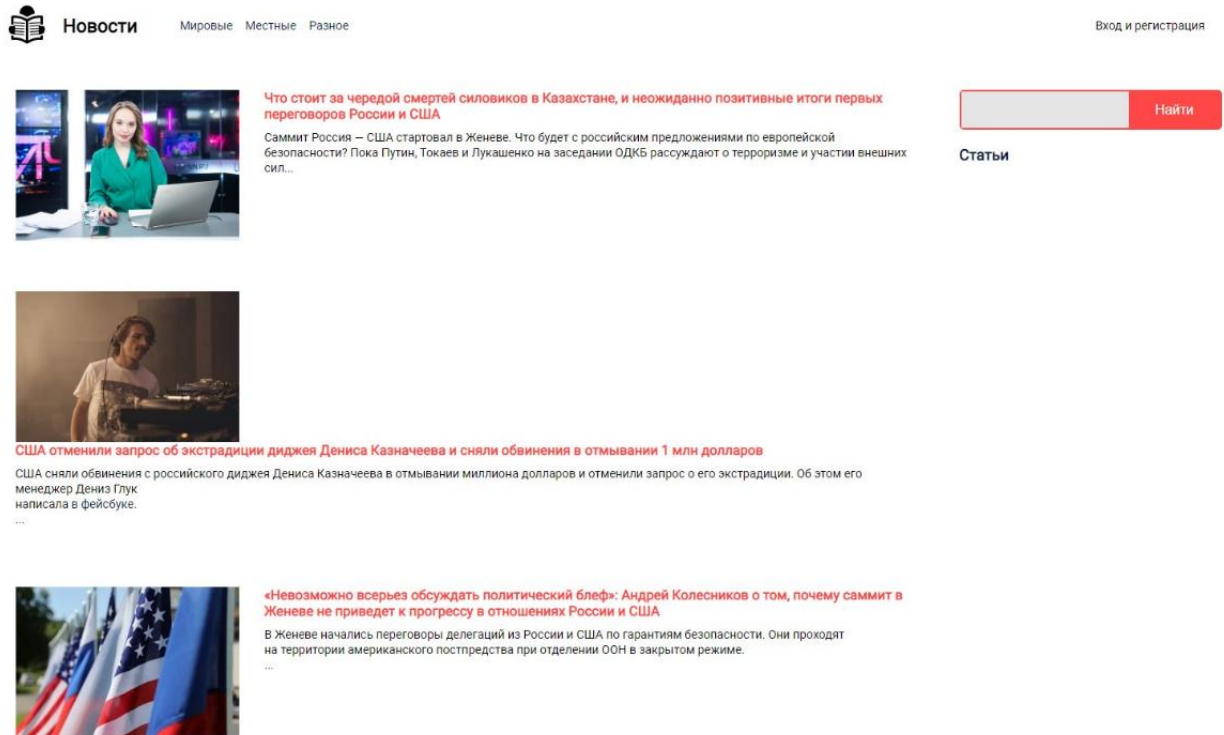 Новости
Мировые Местные Разное
Вход и регистрация
Что стоит за чередой смертей силовиков в Казахстане, и неожиданно позитивные итоги первых
переговоров России и США
Саммит Россия — США стартовал в Женеве. Что будет с российским предложениями по европейской
безопасности? Пока Путин, Токаев и Лукашенко на заседании ОДКБ рассуждают о терроризме и участии внешних
сил...
Найти
Статьи
США отменили запрос об экстрадиции диджея Дениса Казначеева и сняли обвинения в отмывании 1 млн долларов
США сняли обвинения с российского диджея Дениса Казначеева в отмывании миллиона долларов и отменили запрос о его экстрадиции. Об этом его
менеджер Дениз Глук
написала в фейсбуке.
...
«Невозможно всерьез обсуждать политический блеф»: Андрей Колесников о том, почему саммит в
Женеве не приведет к прогрессу в отношениях России и США
В Женеве начались переговоры делегаций из России и США по гарантиям безопасности. Они проходят
на территории американского постпредства при отделении ООН в закрытом режиме.
...